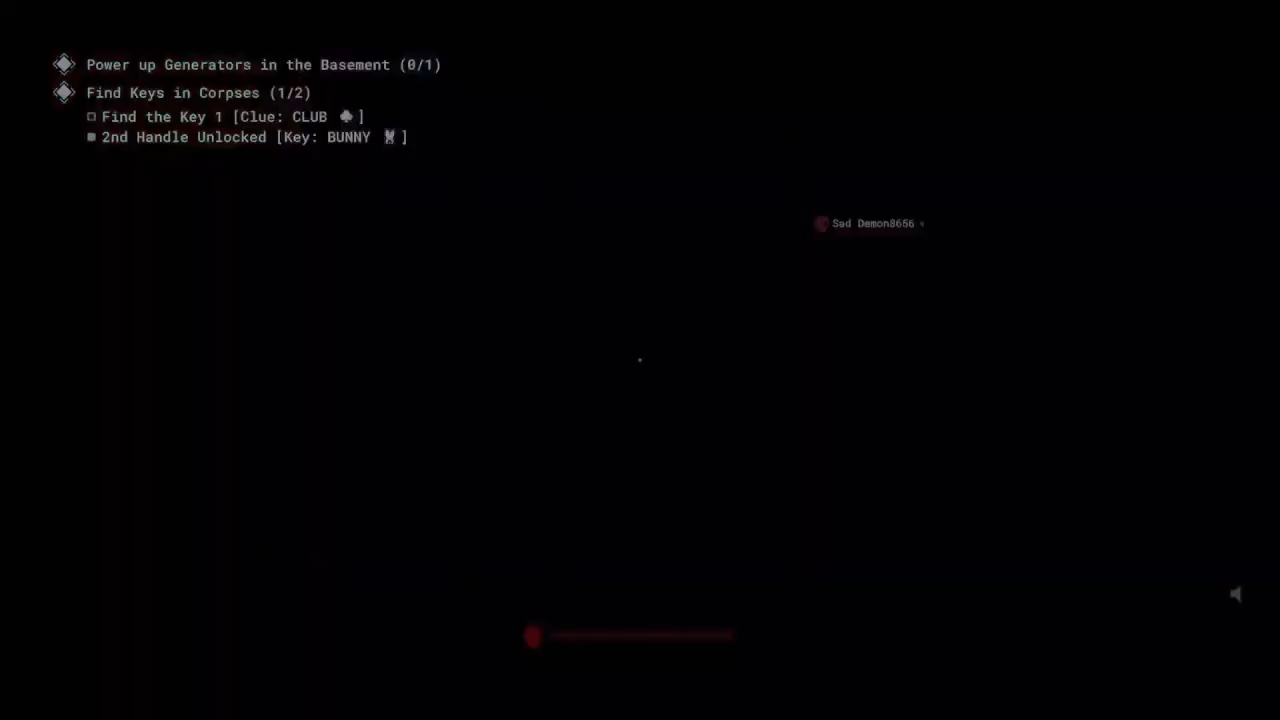 Power up Generators in the Basement (0/1)
Find Keys in Corpses (1/2)
Find the Key 1 [Clue: CLUB ♣]
2nd Handle Unlocked [Key: BUNNY ]
Sad Demon8656